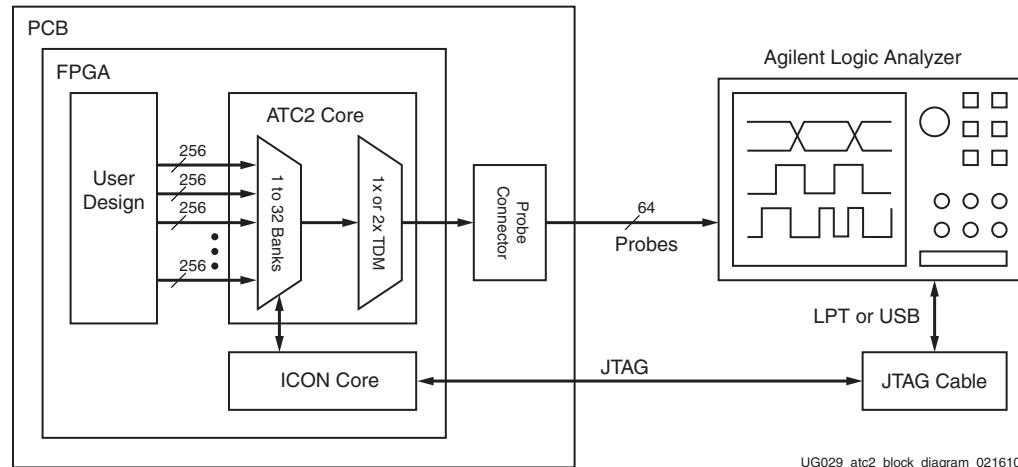 PCB
FPGA
Agilent Logic Analyzer
ATC2 Core
User
Design
256
256
256
256
1 to 32 Banks
1x or 2x TDM
Probe
Connector
64
Probes
LPT or USB
ICON Core
JTAG
JTAG Cable
UG029_atc2_block_diagram_021610